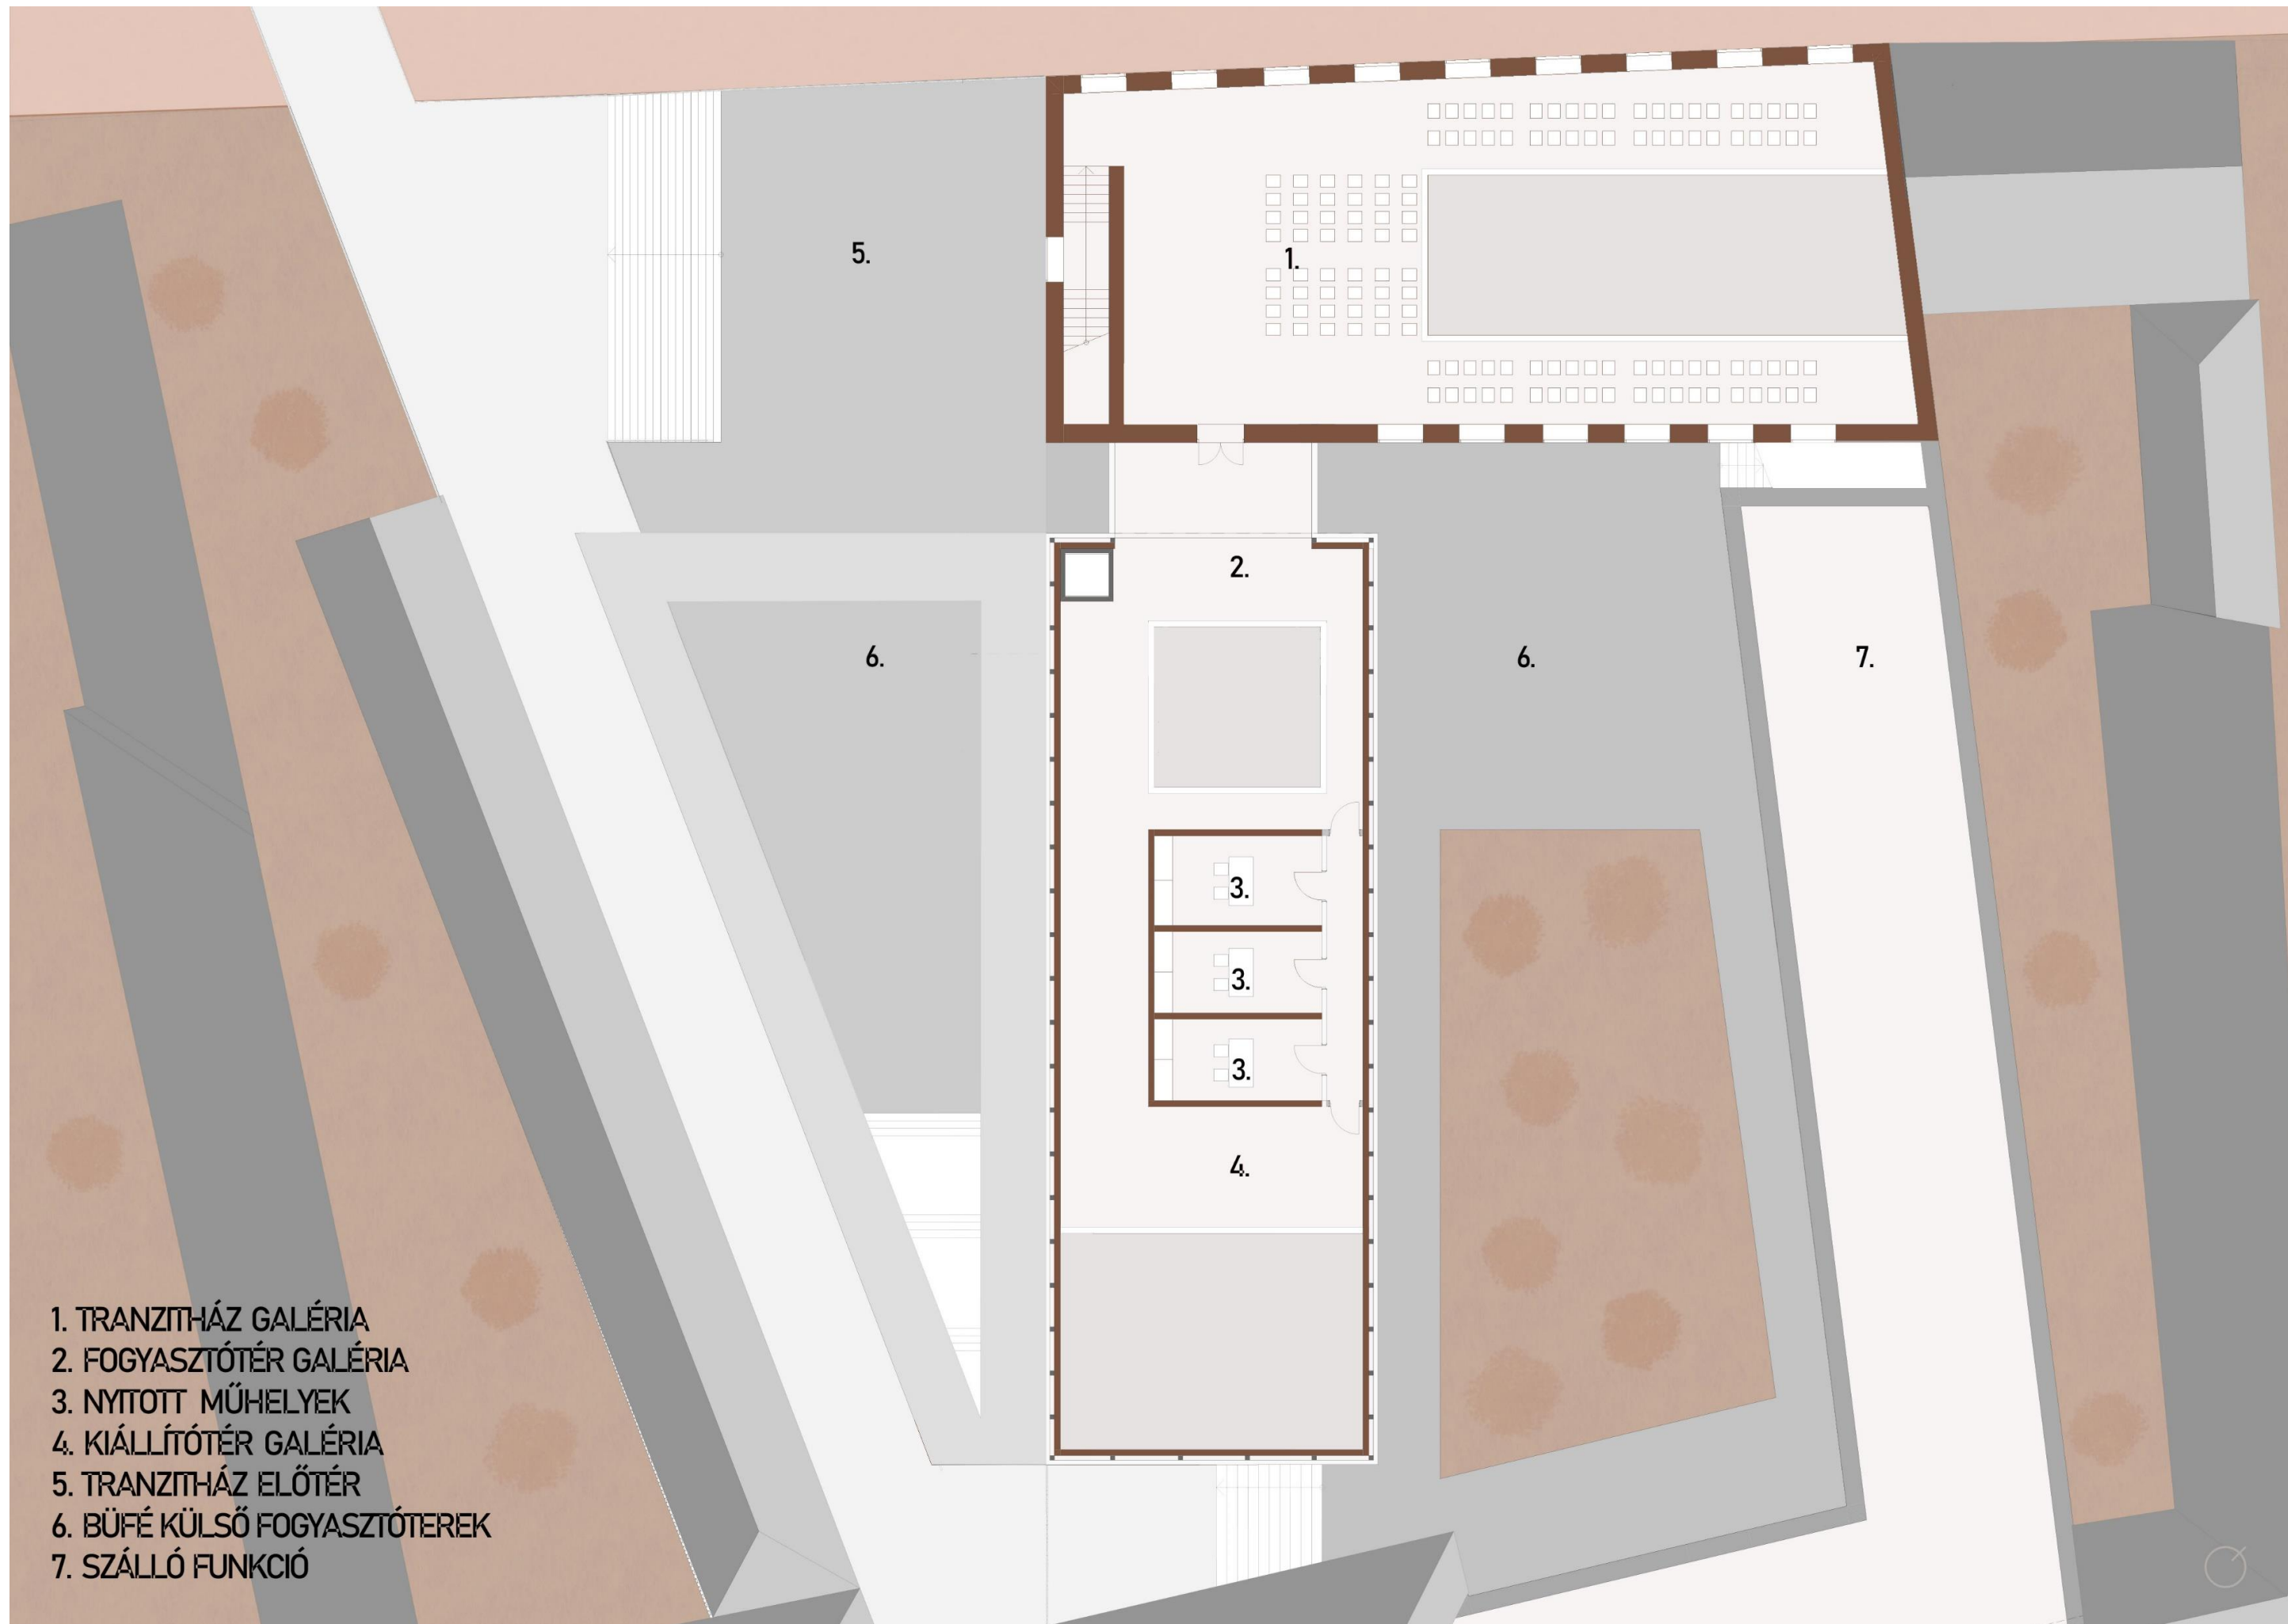 5.
1.
2.
6.
6.
7.
3.
3.
3.
4.
1. TRANZITHÁZ GALÉRIA
2. FOGYASZTÓTÉR GALÉRIA
3. NYITOTT MŰHELYEK
4. KIÁLLÍTÓTÉR GALÉRIA
5. TRANZITHÁZ ELŐTÉR
6. BÜFÉ KÜLSŐ FOGYASZTÓTEREK
7. SZÁLLÓ FUNKCIÓ